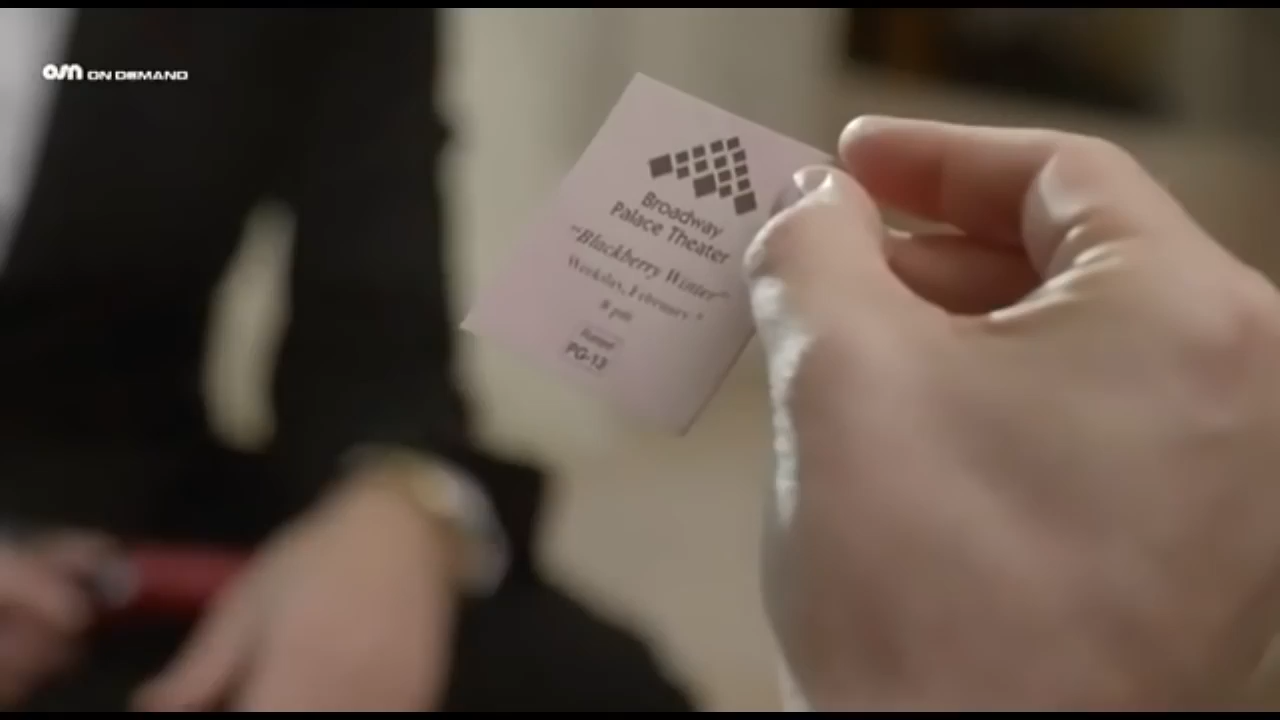 OSN ON DEMAND
Broadway
Palace Theater
"Blackberry Winter"
Weekday, February
8 pm
Rated
PG-13